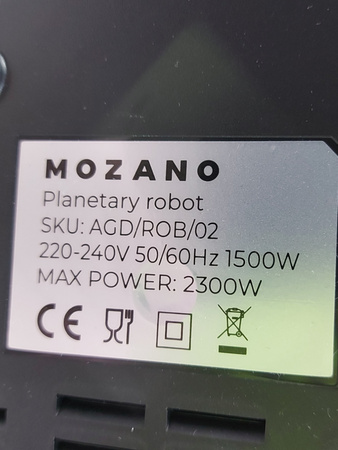 MOZANO
Planetary robot
SKU: AGD/ROB/02
220-240V 50/60Hz 1500W
MAX POWER: 2300W
CE